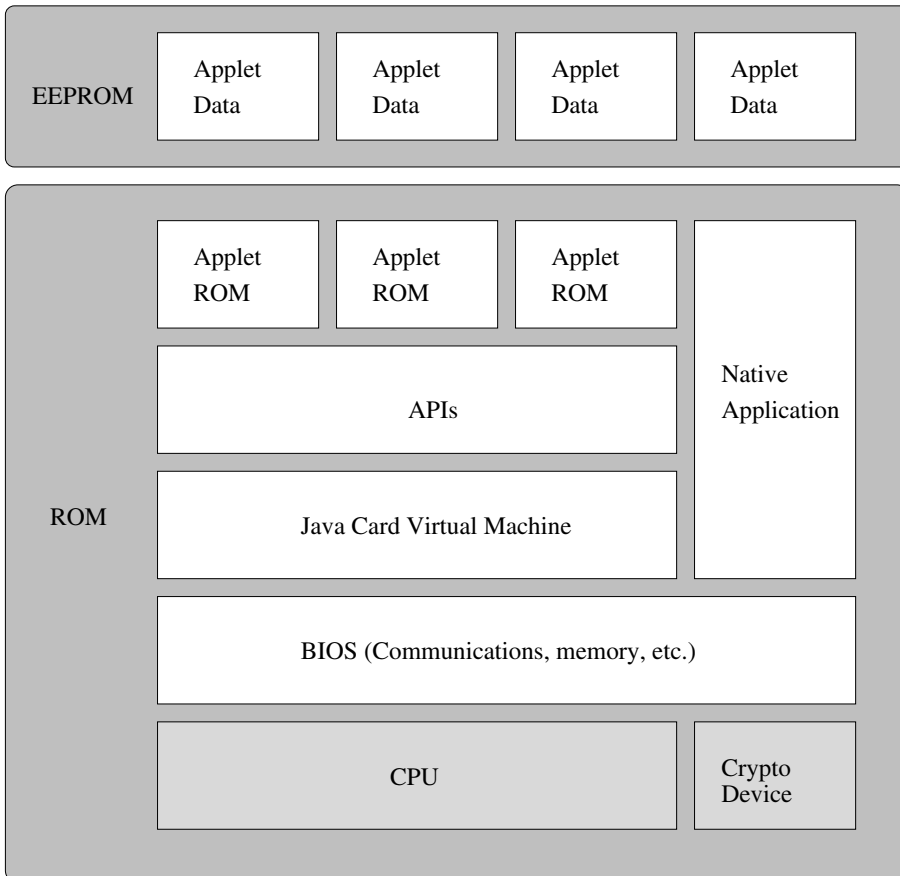 EEPROM
Applet
Data
Applet
Data
Applet
Data
Applet
Data
ROM
Applet
ROM
Applet
ROM
Applet
ROM
Native
Application
APIs
Java Card Virtual Machine
BIOS (Communications, memory, etc.)
CPU
Crypto
Device